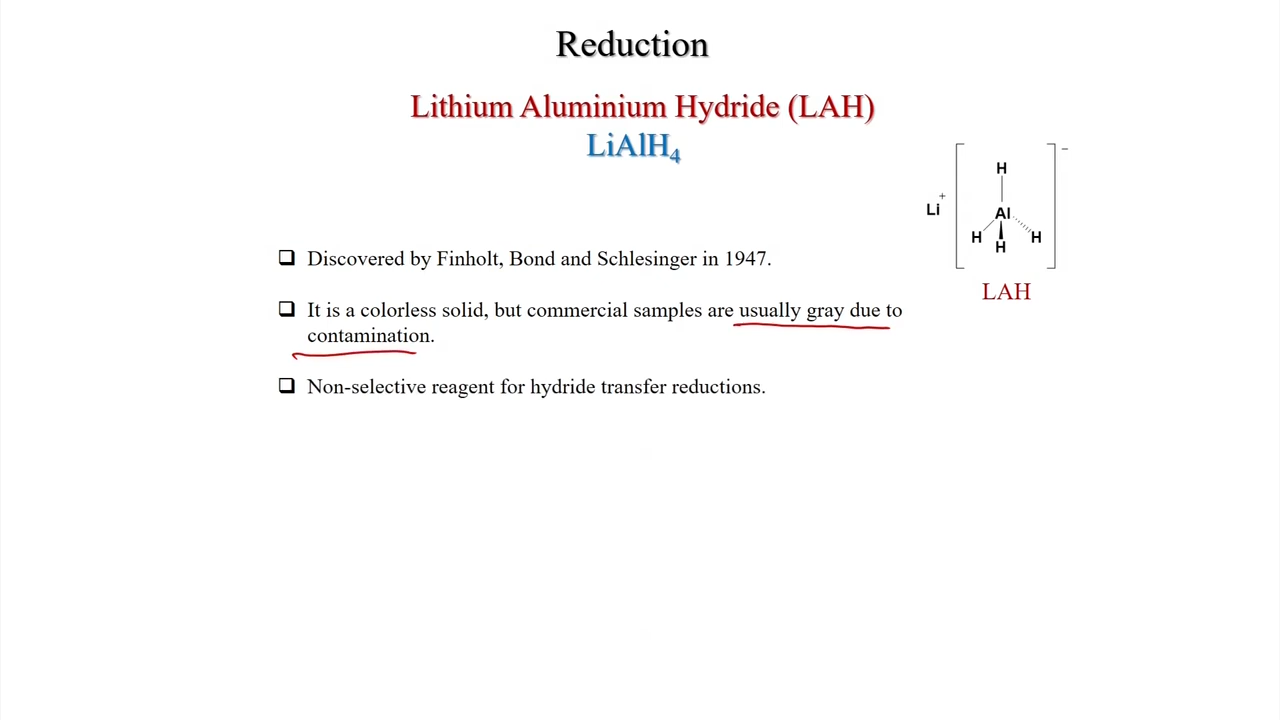 Reduction
Lithium Aluminium Hydride (LAH)
LiAlH₄
H
Li⁺
Al
H
H
H
−
LAH
❑ Discovered by Finholt, Bond and Schlesinger in 1947.
❑ It is a colorless solid, but commercial samples are usually gray due to
contamination.
❑ Non-selective reagent for hydride transfer reductions.